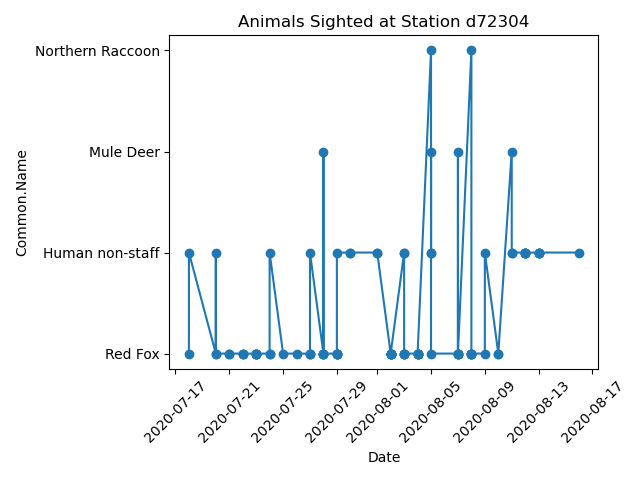 Animals Sighted at Station d72304
Northern Raccoon
Mule Deer
Human non-staff
Red Fox
Common.Name
2020-07-17
2020-07-21
2020-07-25
2020-07-29
2020-08-01
2020-08-05
2020-08-09
2020-08-13
2020-08-17
Date